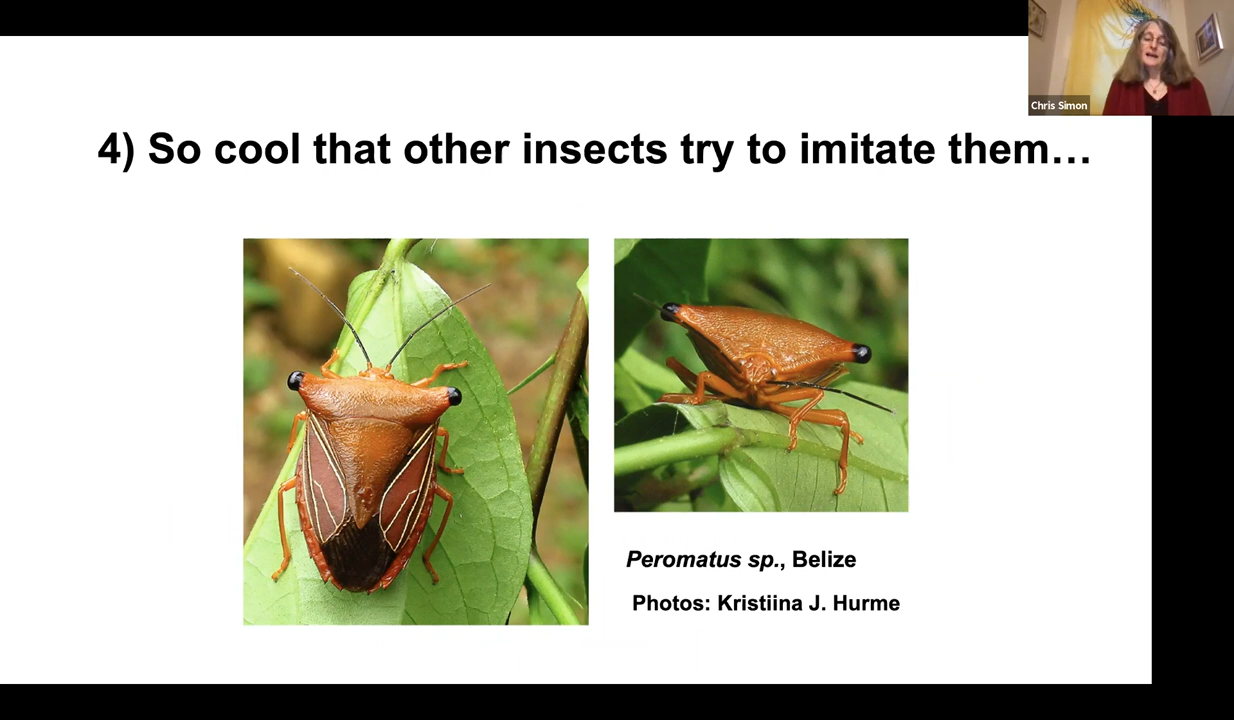 Chris Simon
4) So cool that other insects try to imitate them…
Peromatus sp., Belize
Photos: Kristiina J. Hurme